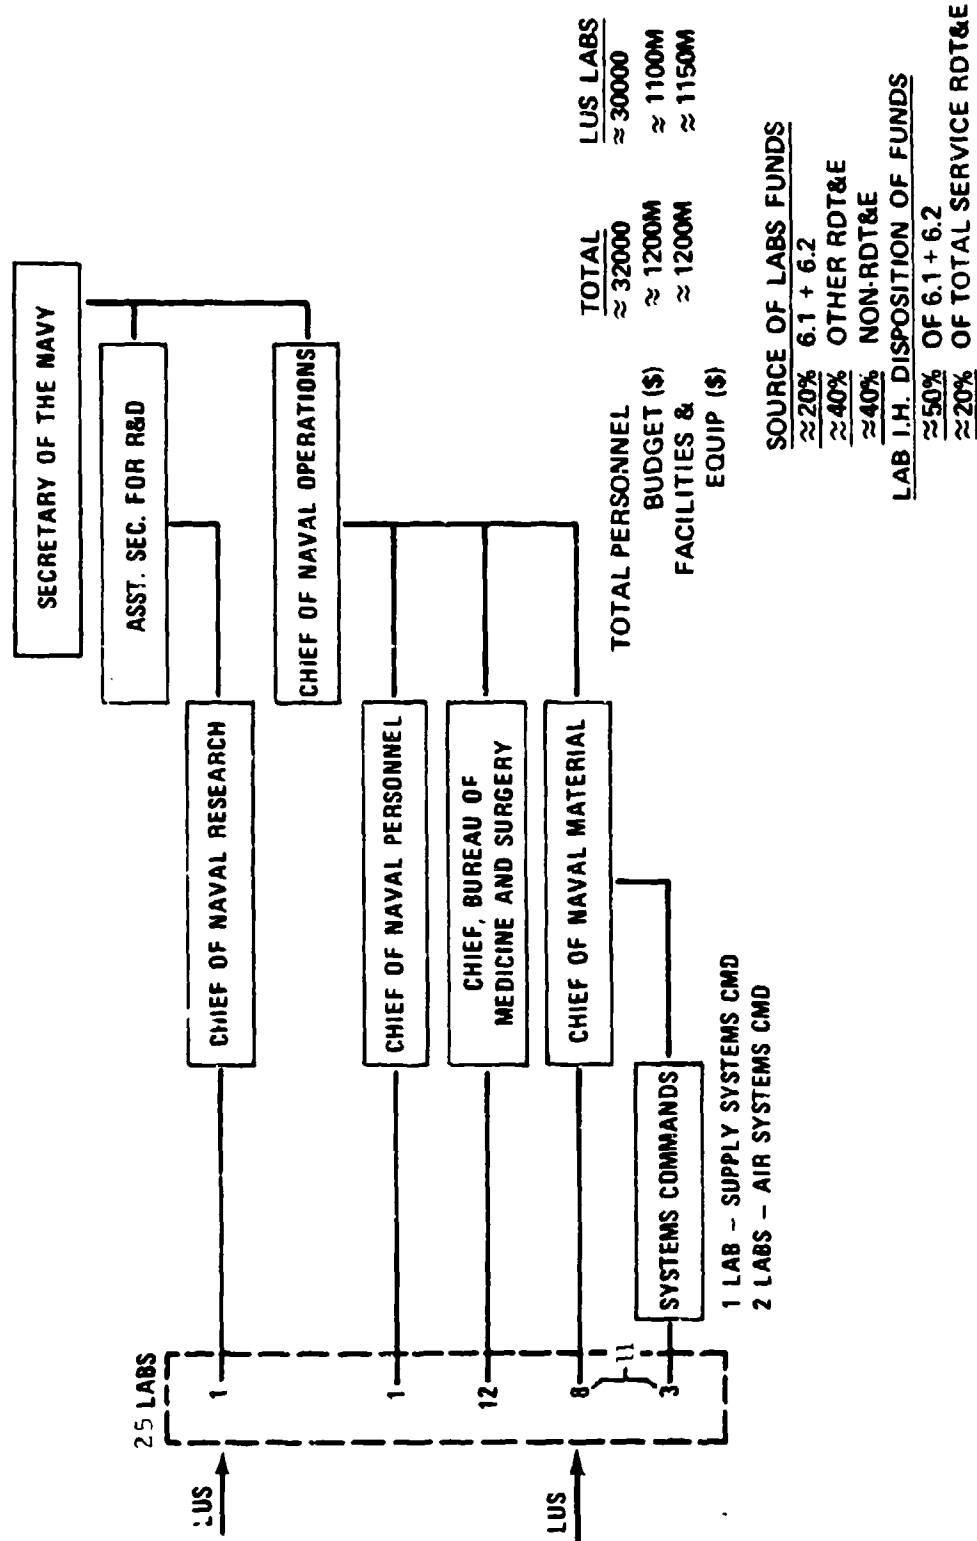 SECRETARY OF THE NAVY
ASST. SEC. FOR R&D
CHIEF OF NAVAL RESEARCH
CHIEF OF NAVAL OPERATIONS
CHIEF OF NAVAL PERSONNEL
CHIEF, BUREAU OF
MEDICINE AND SURGERY
CHIEF OF NAVAL MATERIAL
SYSTEMS COMMANDS
1 LAB – SUPPLY SYSTEMS CMD
2 LABS – AIR SYSTEMS CMD
25 LABS
1
1
12
8
11
3
LUS
LUS
TOTAL LUS LABS
TOTAL PERSONNEL ≈ 32000 ≈ 30000
BUDGET ($) ≈ 1200M ≈ 1100M
FACILITIES & ≈ 1200M ≈ 1150M
EQUIP ($)
SOURCE OF LABS FUNDS
≈20% 6.1 + 6.2
≈40% OTHER RDT&E
≈40% NON-RDT&E
LAB I.H. DISPOSITION OF FUNDS
≈50% OF 6.1 + 6.2
≈20% OF TOTAL SERVICE RDT&E